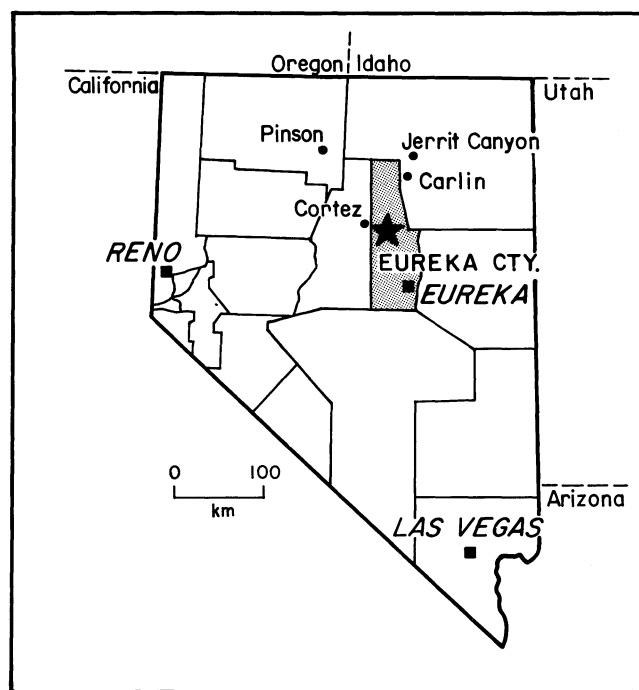 Oregon Idaho
California
Utah
Pinson
Jerrit Canyon
Carlin
Cortez
RENO
EUREKA CTY.
EUREKA
0 100
km
Arizona
LAS VEGAS